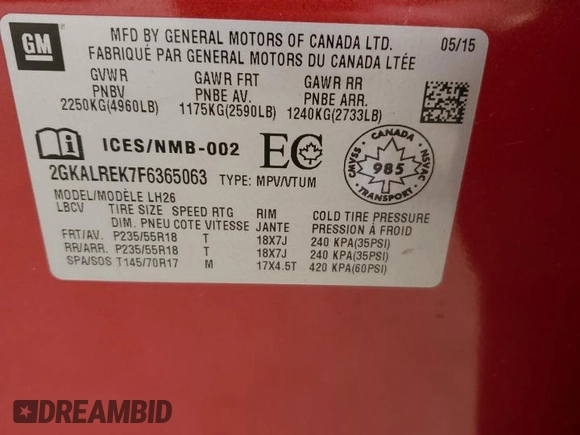 GM
MFD BY GENERAL MOTORS OF CANADA LTD. 05/15
FABRIQUÉ PAR GENERAL MOTORS DU CANADA LTÉE
GVWR GAWR FRT GAWR RR
PNBV PNBE AV. PNBE ARR.
2250KG(4960LB) 1175KG(2590LB) 1240KG(2733LB)
ICES/NMB-002 EC
CANADA
CMVSS NSVAC
985
TRANSPORT
2GKALREK7F6365063 TYPE: MPV/VTUM
MODEL/MODÈLE LH26
LBCV TIRE SIZE SPEED RTG RIM COLD TIRE PRESSURE
DIM. PNEU COTE VITESSE JANTE PRESSION À FROID
FRT/AV. P235/55R18 T 18X7J 240 KPA(35PSI)
RR/ARR. P235/55R18 T 18X7J 240 KPA(35PSI)
SPA/SOS T145/70R17 M 17X4.5T 420 KPA(60PSI)
DREAMBID